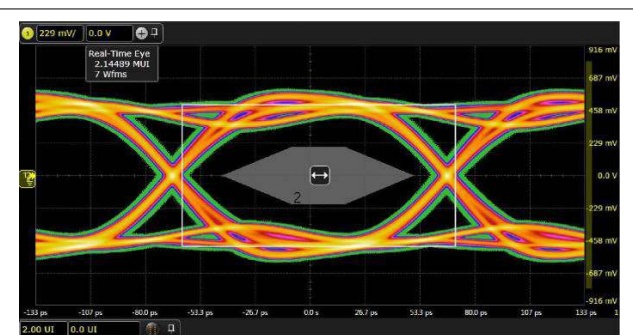 1 229 mV/ 0.0 V
Real-Time Eye
2.14489 MUI
7 Wfms
916 mV
687 mV
458 mV
229 mV
0.0 V
-229 mV
-458 mV
-687 mV
-916 mV
2
-133 ps -107 ps -80.0 ps -53.3 ps -26.7 ps 0.0 s 26.7 ps 53.3 ps 80.0 ps 107 ps 133 ps 1
2.00 UI 0.0 UI